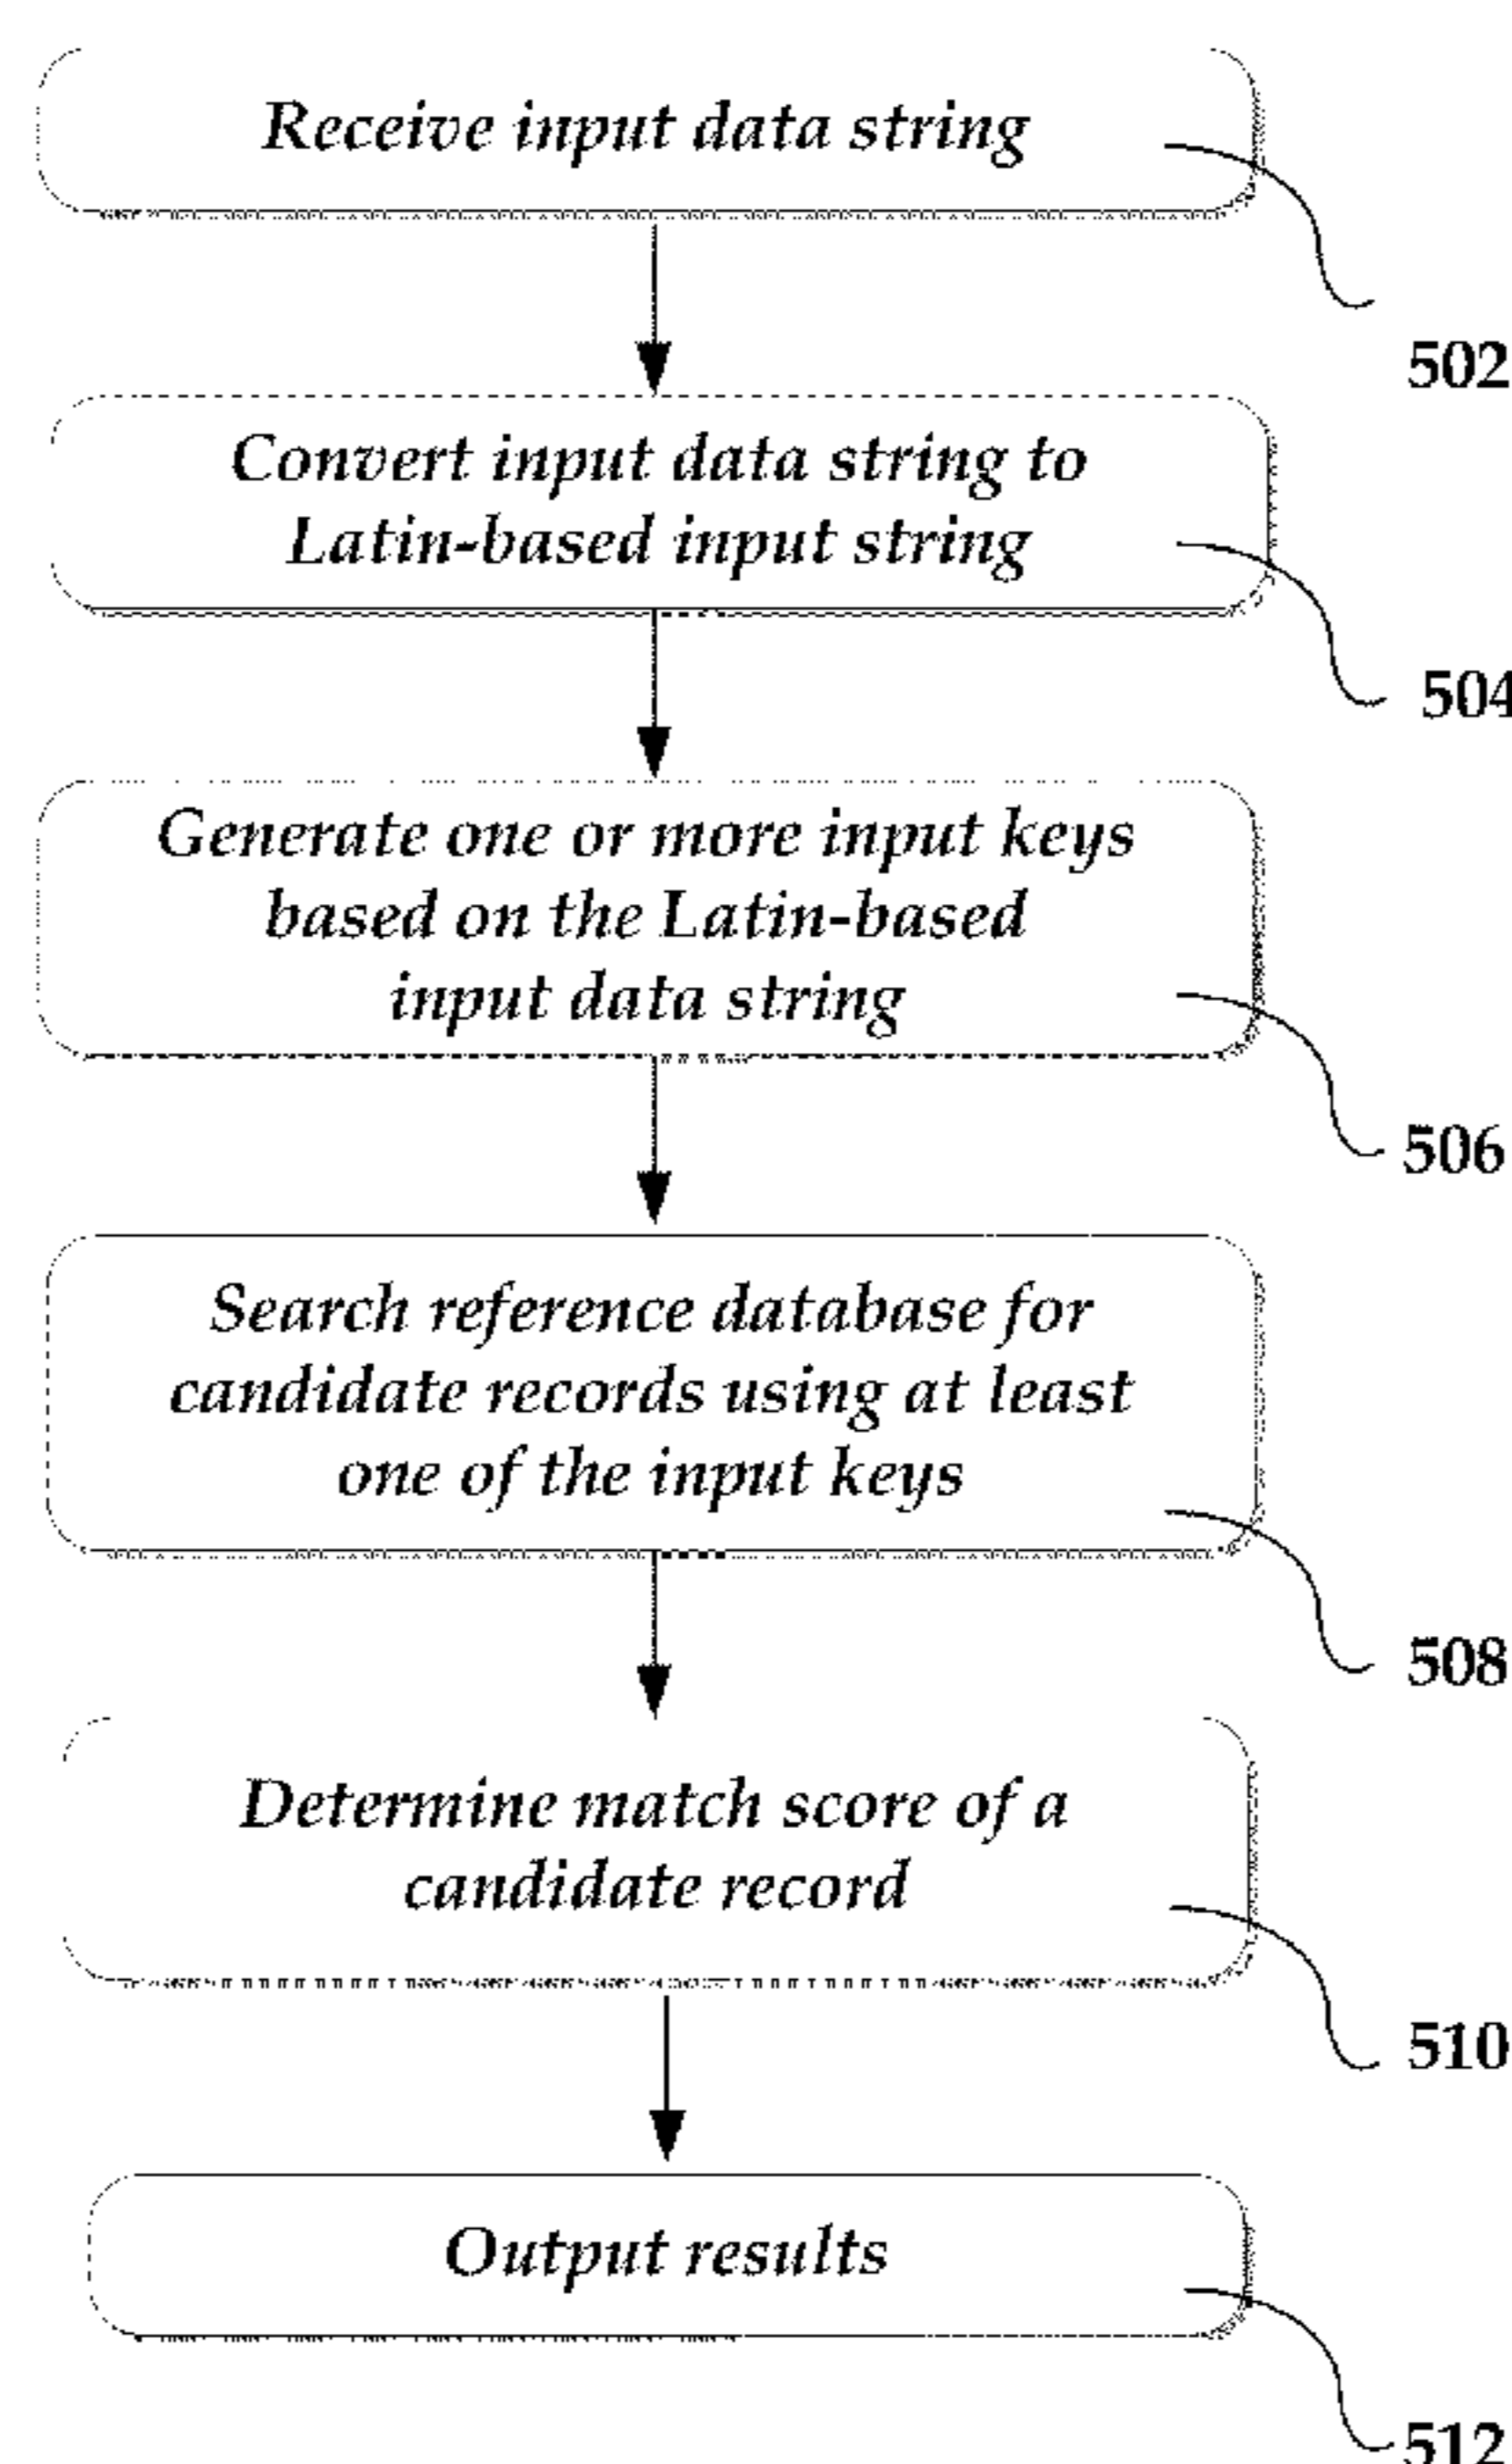 Receive input data string
502
Convert input data string to
Latin-based input string
504
Generate one or more input keys
based on the Latin-based
input data string
506
Search reference database for
candidate records using at least
one of the input keys
508
Determine match score of a
candidate record
510
Output results
512